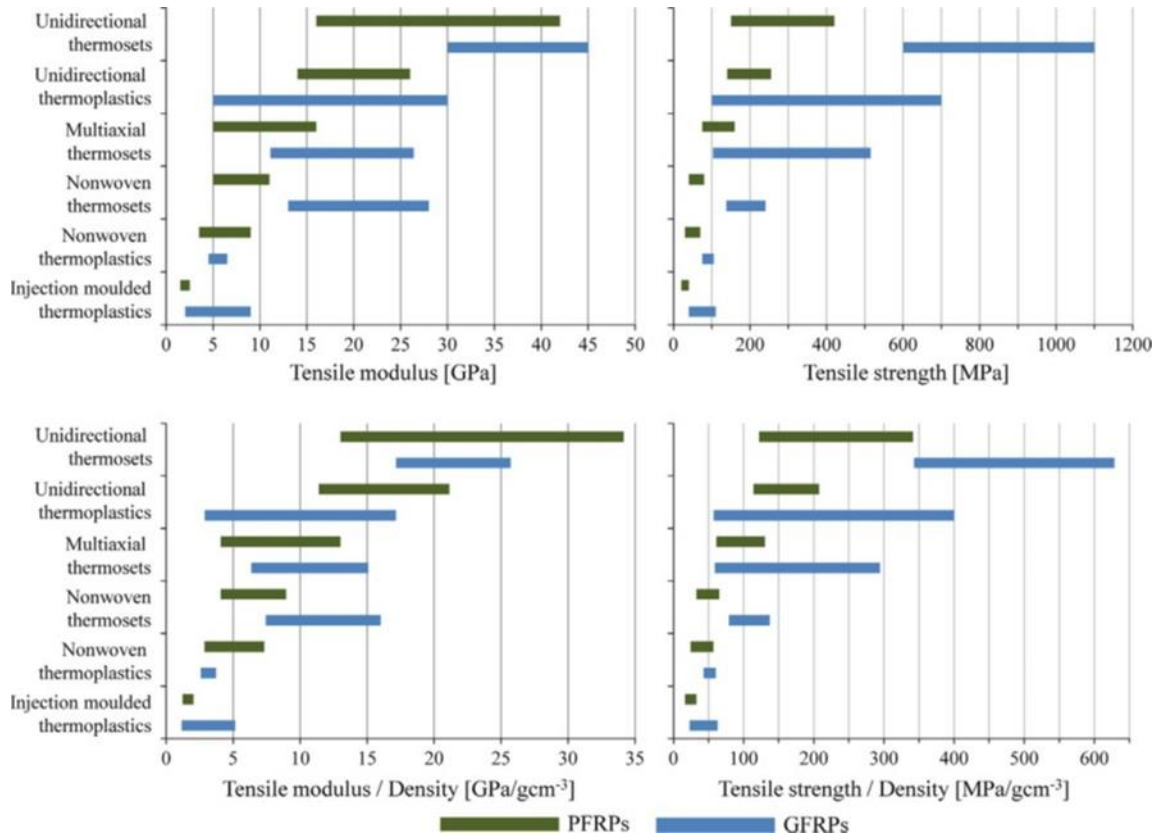 Unidirectional
thermosets
Unidirectional
thermoplastics
Multiaxial
thermosets
Nonwoven
thermosets
Nonwoven
thermoplastics
Injection moulded
thermoplastics
0 5 10 15 20 25 30 35 40 45 50
Tensile modulus [GPa]
0 200 400 600 800 1000 1200
Tensile strength [MPa]
Unidirectional
thermosets
Unidirectional
thermoplastics
Multiaxial
thermosets
Nonwoven
thermosets
Nonwoven
thermoplastics
Injection moulded
thermoplastics
0 5 10 15 20 25 30 35
Tensile modulus / Density [GPa/gcm⁻³]
0 100 200 300 400 500 600
Tensile strength / Density [MPa/gcm⁻³]
PFRPs GFRPs